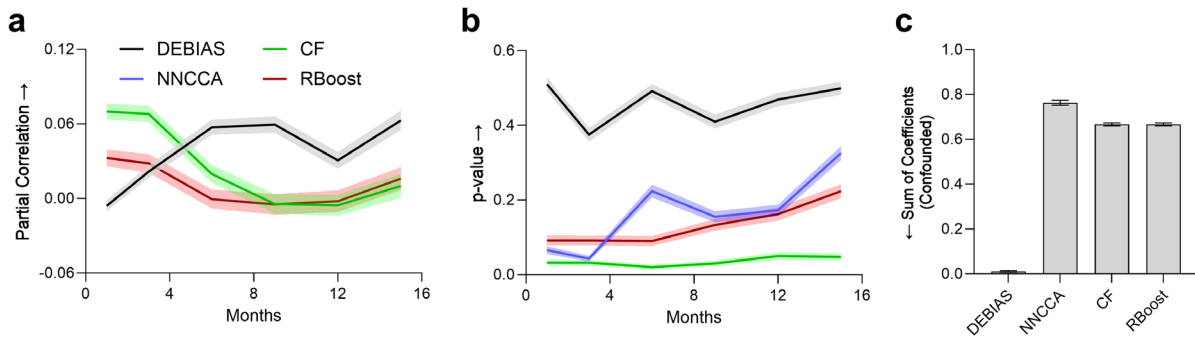 a
DEBIAS
CF
NNCCA
RBoost
Partial Correlation →
0.12
0.06
0.00
-0.06
0
4
8
12
16
Months
b
p-value →
0.6
0.4
0.2
0.0
0
4
8
12
16
Months
c
← Sum of Coefficients
(Confounded)
1.0
0.8
0.6
0.4
0.2
0.0
DEBIAS
NNCCA
CF
RBoost